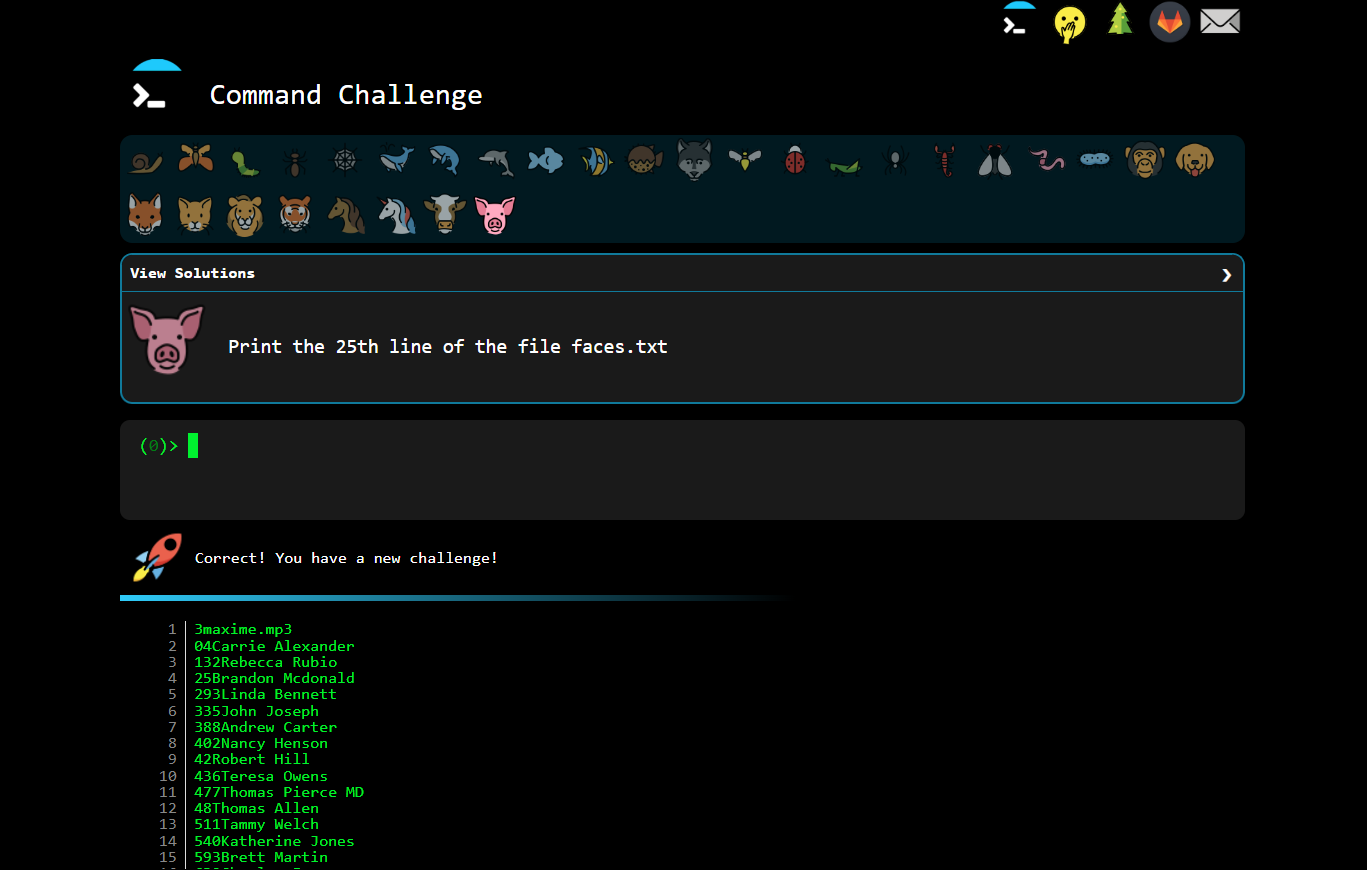 Command Challenge
View Solutions ❯
Print the 25th line of the file faces.txt
(0)>
Correct! You have a new challenge!
1 3maxime.mp3
2 04Carrie Alexander
3 132Rebecca Rubio
4 25Brandon Mcdonald
5 293Linda Bennett
6 335John Joseph
7 388Andrew Carter
8 402Nancy Henson
9 42Robert Hill
10 436Teresa Owens
11 477Thomas Pierce MD
12 48Thomas Allen
13 511Tammy Welch
14 540Katherine Jones
15 593Brett Martin